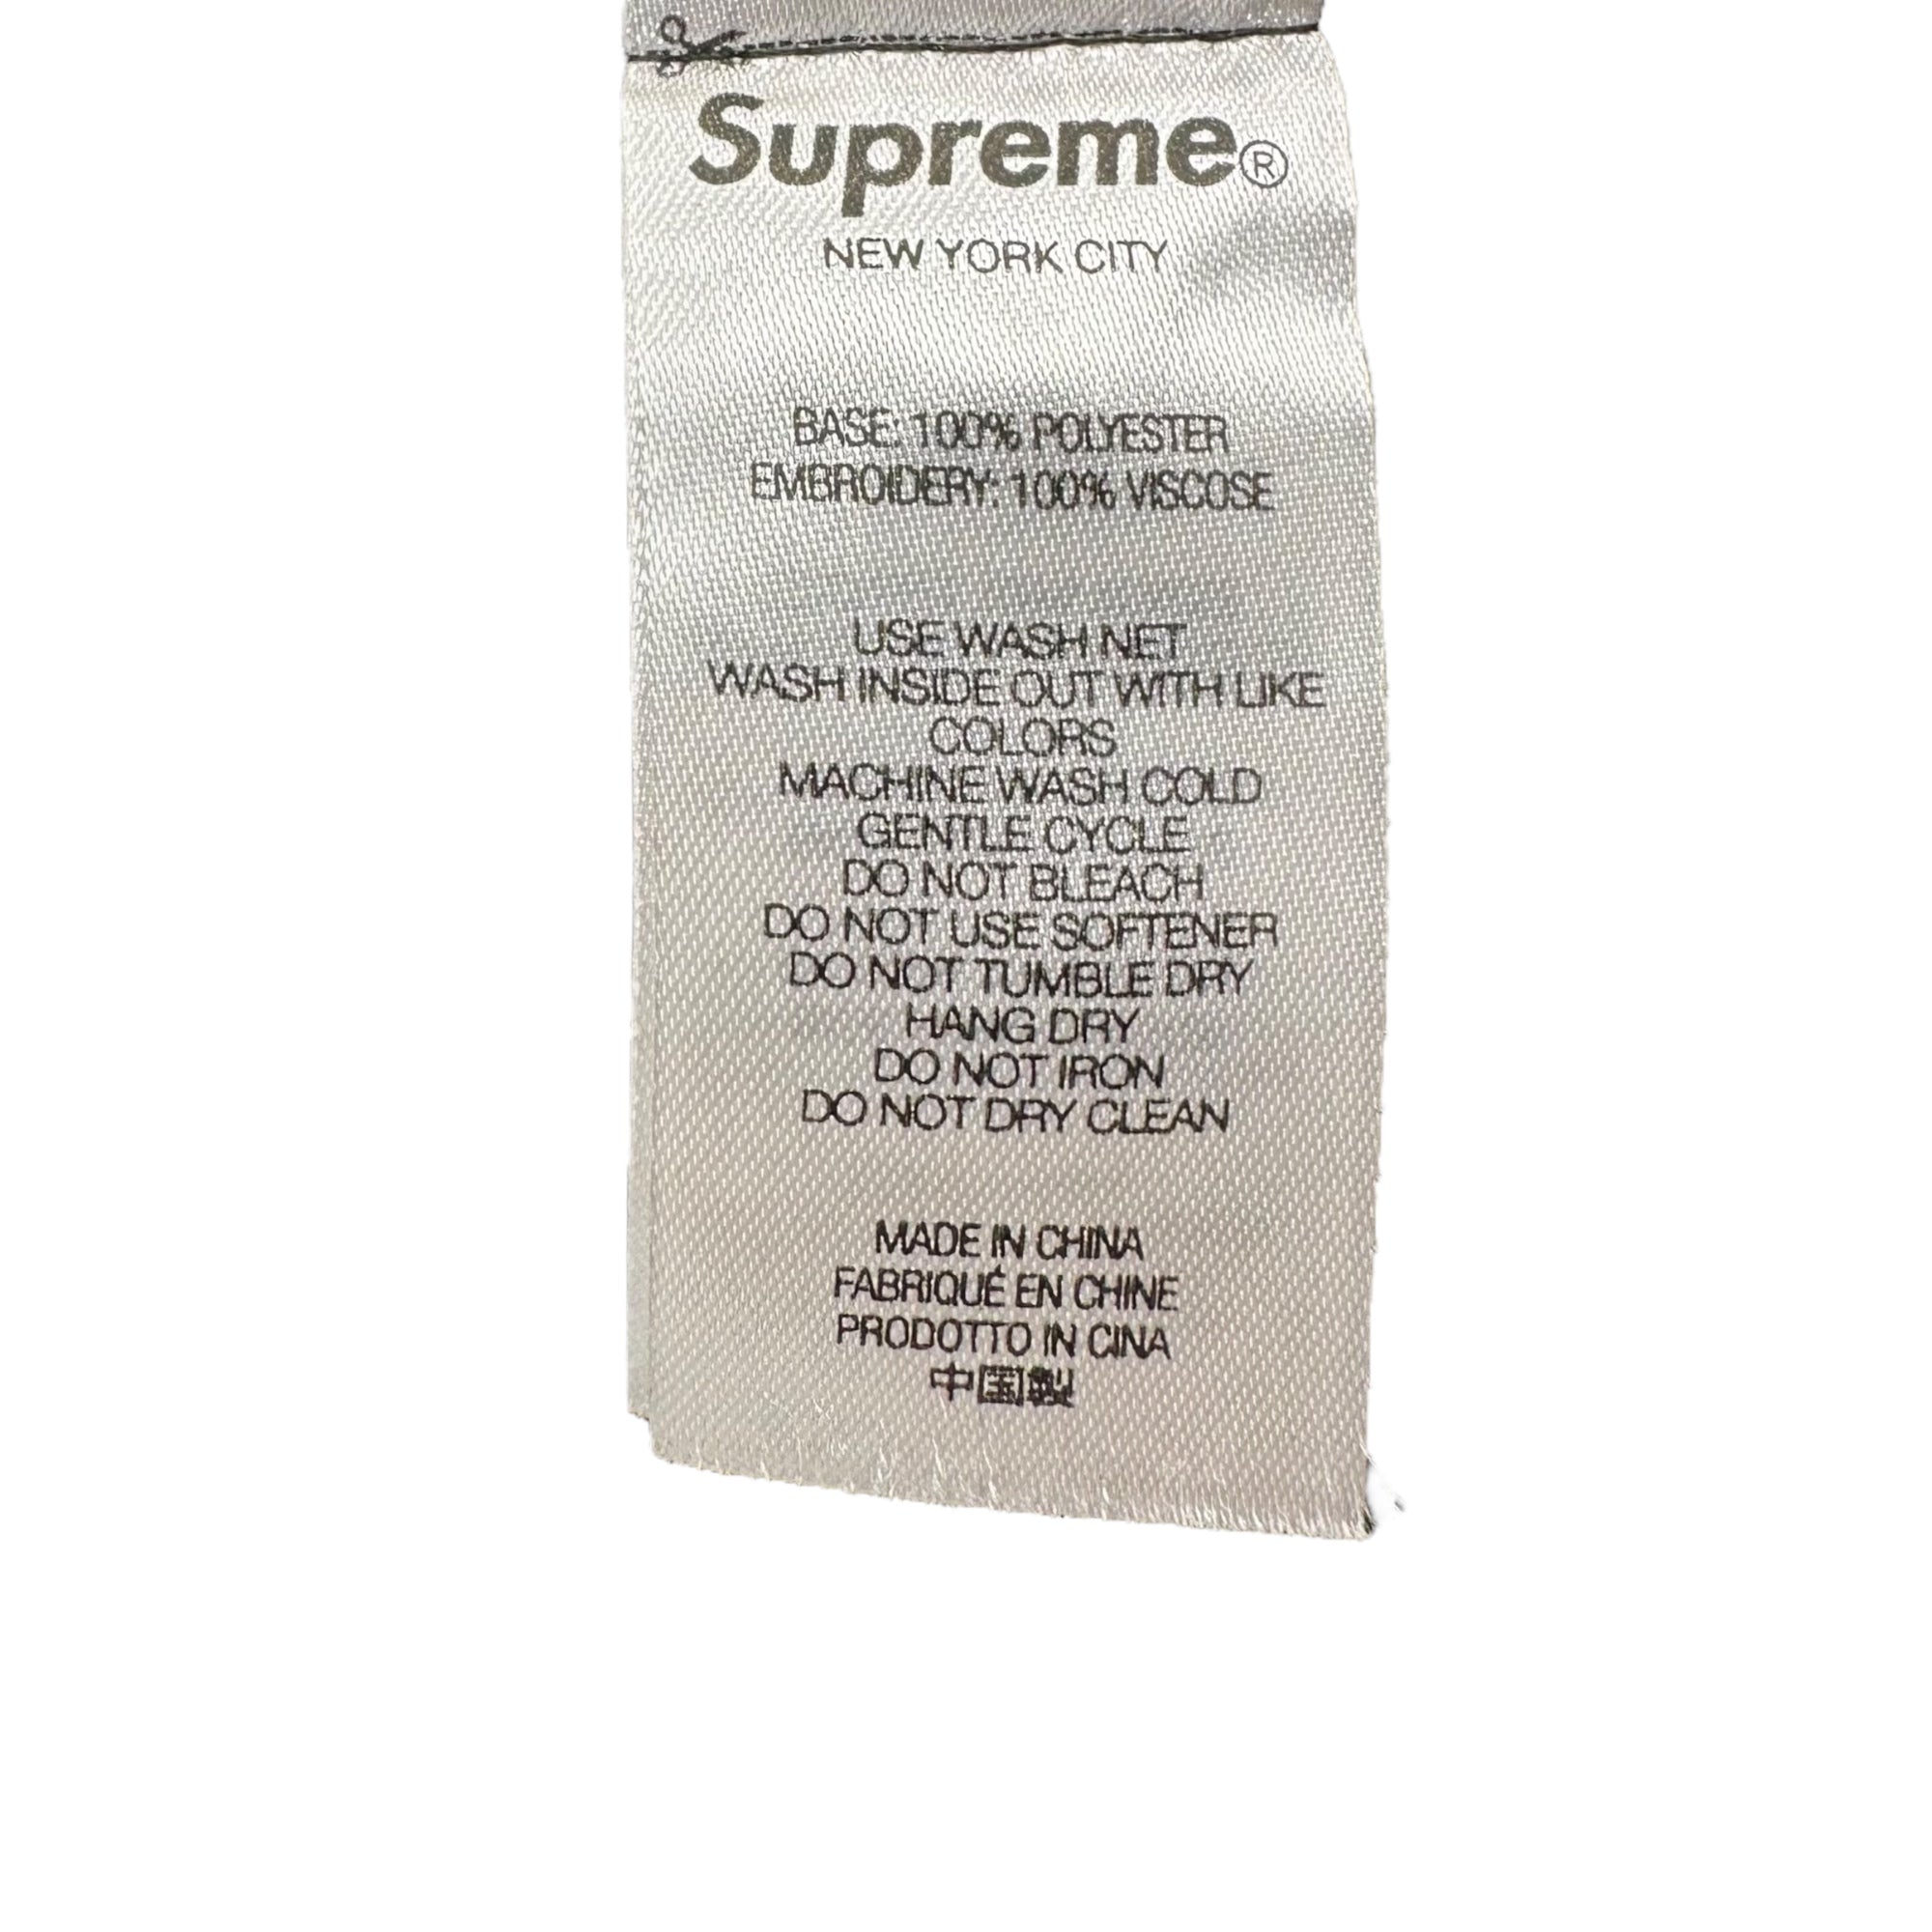 Supreme®
NEW YORK CITY
BASE: 100% POLYESTER
EMBROIDERY: 100% VISCOSE
USE WASH NET
WASH INSIDE OUT WITH LIKE
COLORS
MACHINE WASH COLD
GENTLE CYCLE
DO NOT BLEACH
DO NOT USE SOFTENER
DO NOT TUMBLE DRY
HANG DRY
DO NOT IRON
DO NOT DRY CLEAN
MADE IN CHINA
FABRIQUÉ EN CHINE
PRODOTTO IN CINA
中国製